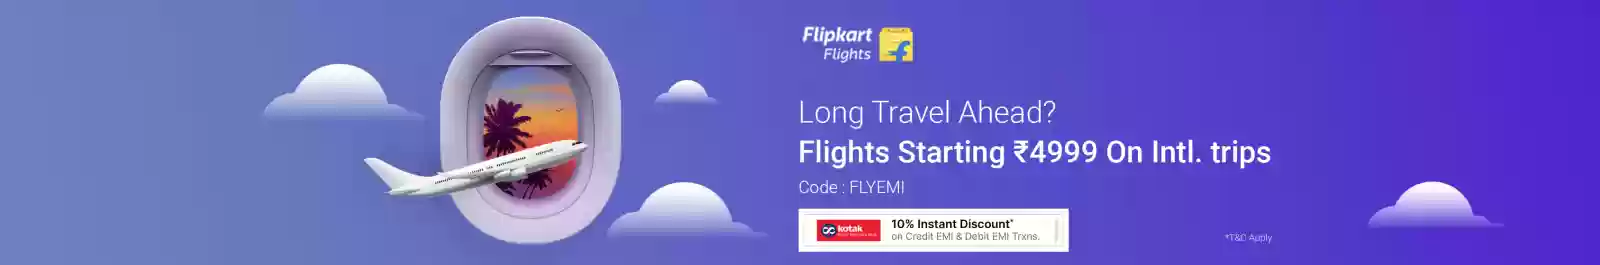 Flipkart
Flights
Long Travel Ahead?
Flights Starting ₹4999 On Intl. trips
Code : FLYEMI
kotak
10% Instant Discount*
on Credit EMI & Debit EMI Trxns.
*T&C Apply